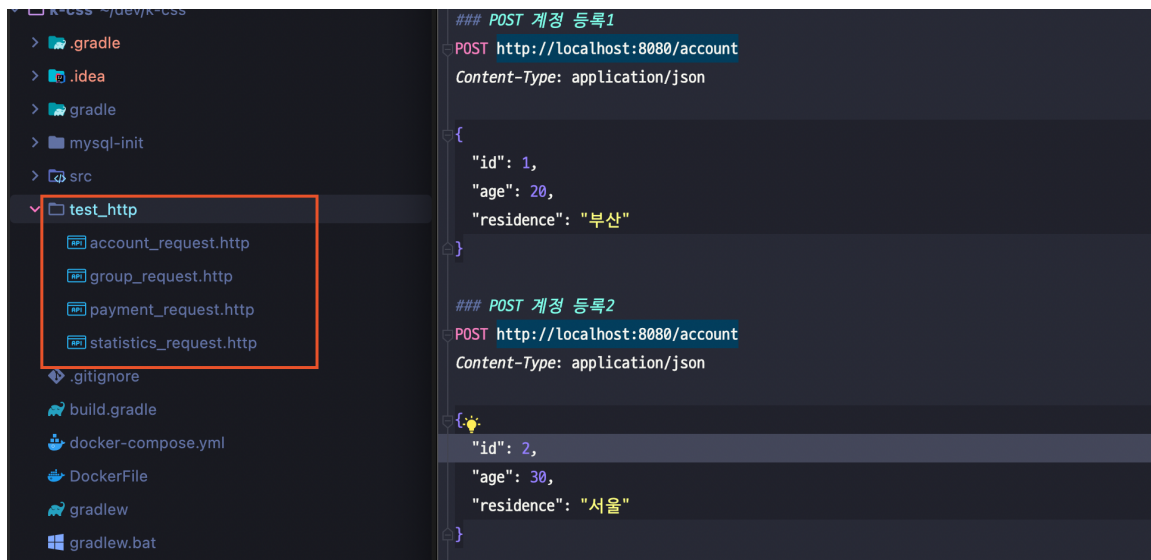 k-css ~/dev/k-css
.gradle
.idea
gradle
mysql-init
src
test_http
account_request.http
group_request.http
payment_request.http
statistics_request.http
.gitignore
build.gradle
docker-compose.yml
DockerFile
gradlew
gradlew.bat
### POST 계정 등록1
POST http://localhost:8080/account
Content-Type: application/json
{
"id": 1,
"age": 20,
"residence": "부산"
}
### POST 계정 등록2
POST http://localhost:8080/account
Content-Type: application/json
{
"id": 2,
"age": 30,
"residence": "서울"
}